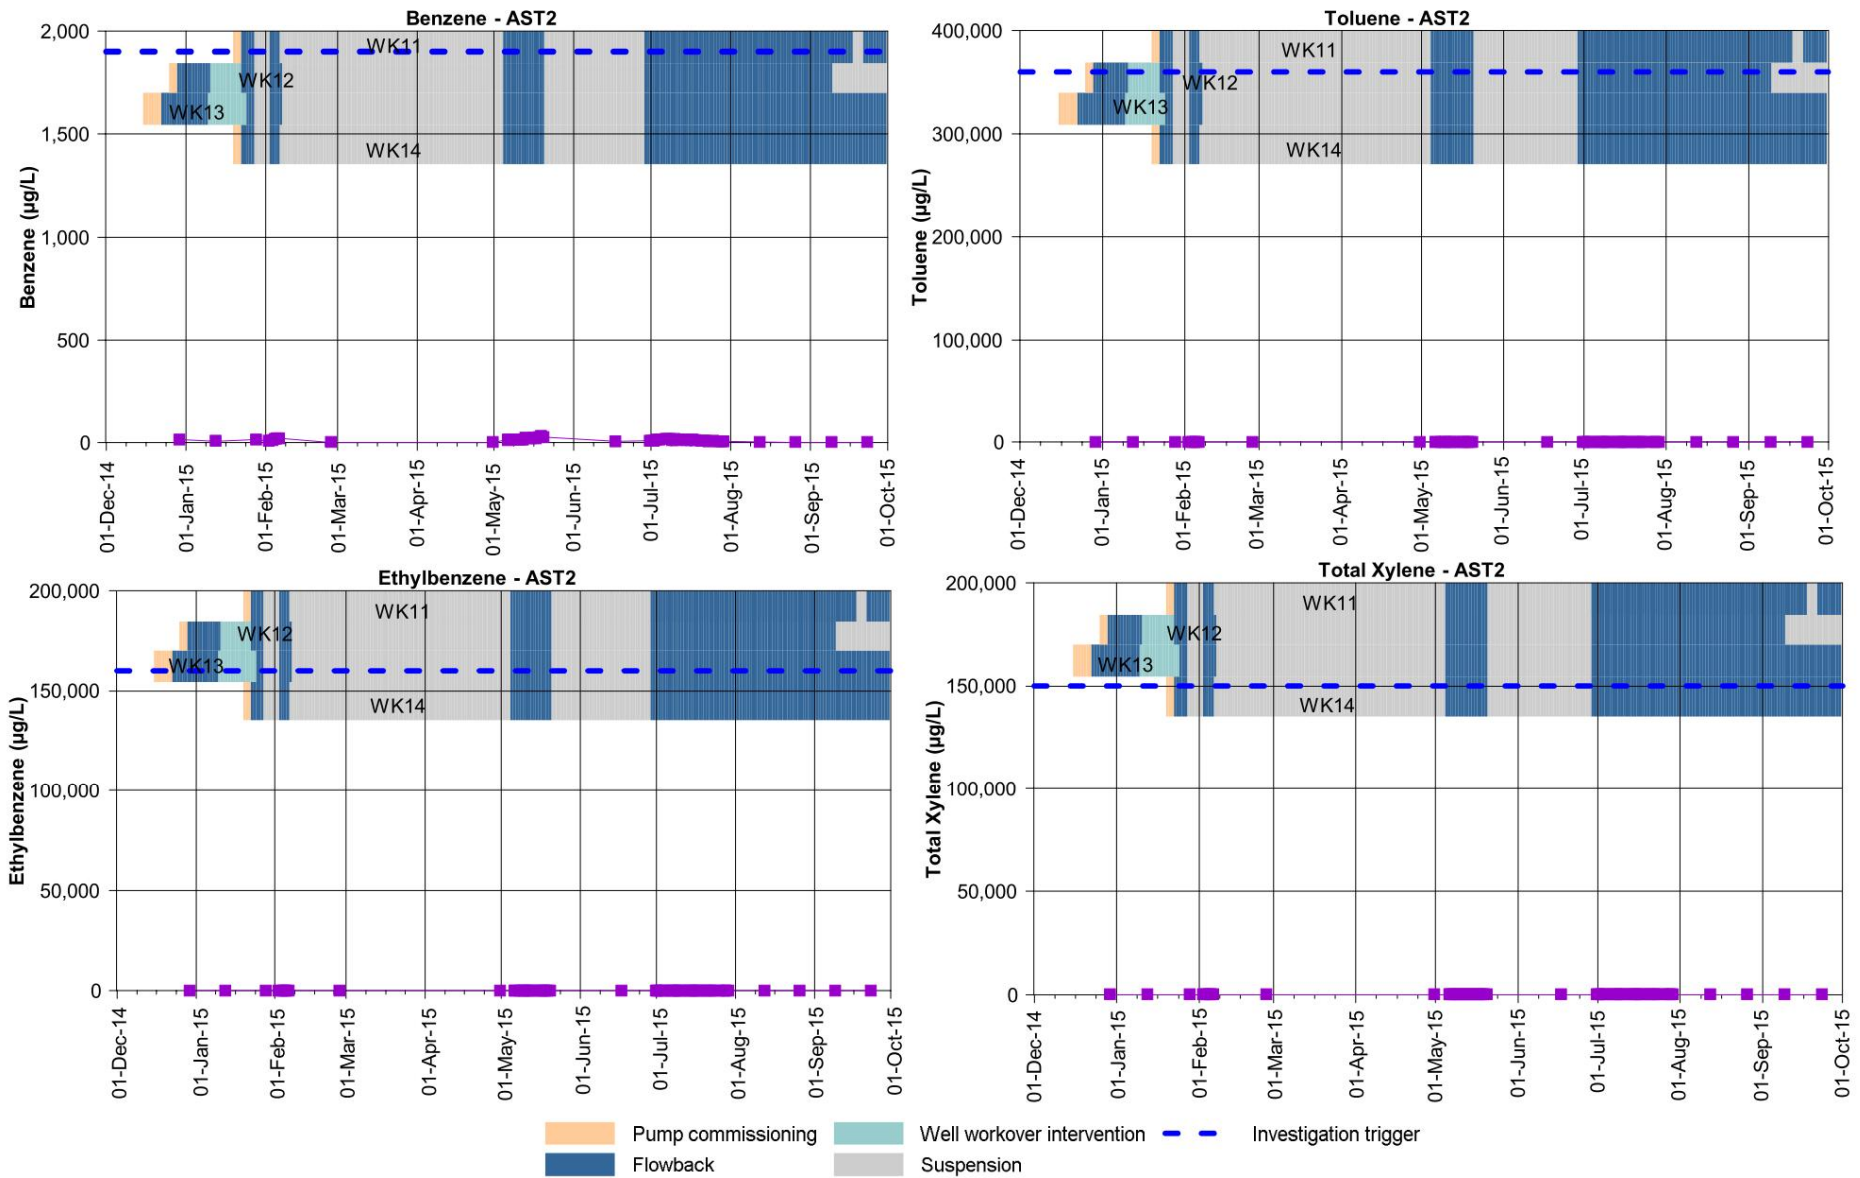 Benzene - AST2
Benzene (µg/L)
2,000
1,500
1,000
500
0
WK11
WK12
WK13
WK14
01-Dec-14
01-Jan-15
01-Feb-15
01-Mar-15
01-Apr-15
01-May-15
01-Jun-15
01-Jul-15
01-Aug-15
01-Sep-15
01-Oct-15
Toluene - AST2
Toluene (µg/L)
400,000
300,000
200,000
100,000
0
WK11
WK12
WK13
WK14
01-Dec-14
01-Jan-15
01-Feb-15
01-Mar-15
01-Apr-15
01-May-15
01-Jun-15
01-Jul-15
01-Aug-15
01-Sep-15
01-Oct-15
Ethylbenzene - AST2
Ethylbenzene (µg/L)
200,000
150,000
100,000
50,000
0
WK11
WK12
WK13
WK14
01-Dec-14
01-Jan-15
01-Feb-15
01-Mar-15
01-Apr-15
01-May-15
01-Jun-15
01-Jul-15
01-Aug-15
01-Sep-15
01-Oct-15
Total Xylene - AST2
Total Xylene (µg/L)
200,000
150,000
100,000
50,000
0
WK11
WK12
WK13
WK14
01-Dec-14
01-Jan-15
01-Feb-15
01-Mar-15
01-Apr-15
01-May-15
01-Jun-15
01-Jul-15
01-Aug-15
01-Sep-15
01-Oct-15
Pump commissioning
Well workover intervention
Investigation trigger
Flowback
Suspension